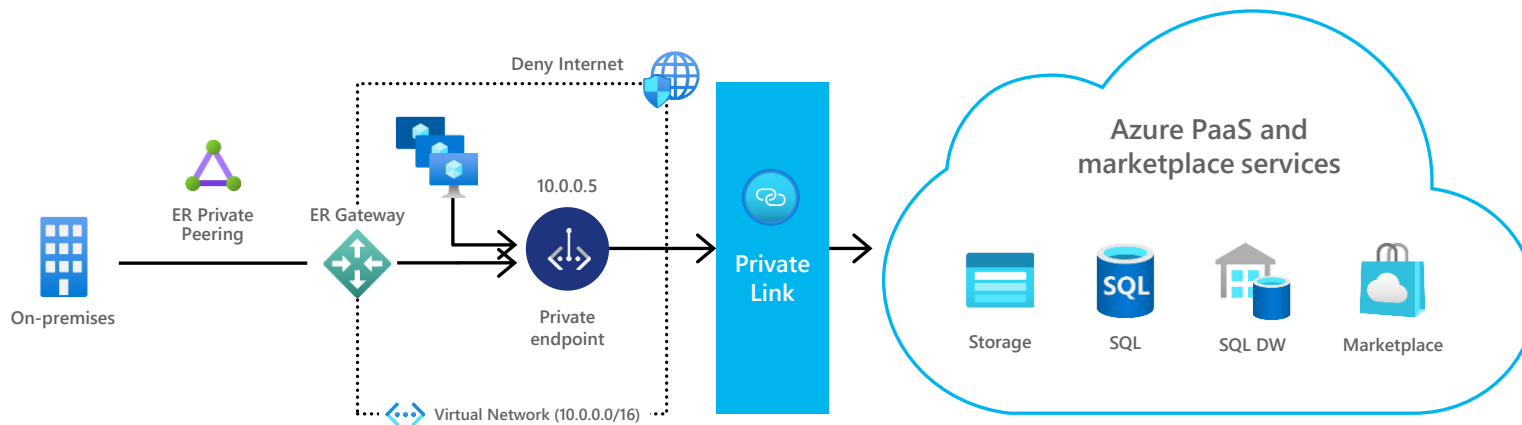 Deny Internet
Azure PaaS and
marketplace services
10.0.0.5
ER Private
Peering
ER Gateway
Private
Link
On-premises
Private
endpoint
SQL
Storage
SQL
SQL DW
Marketplace
Virtual Network (10.0.0.0/16)